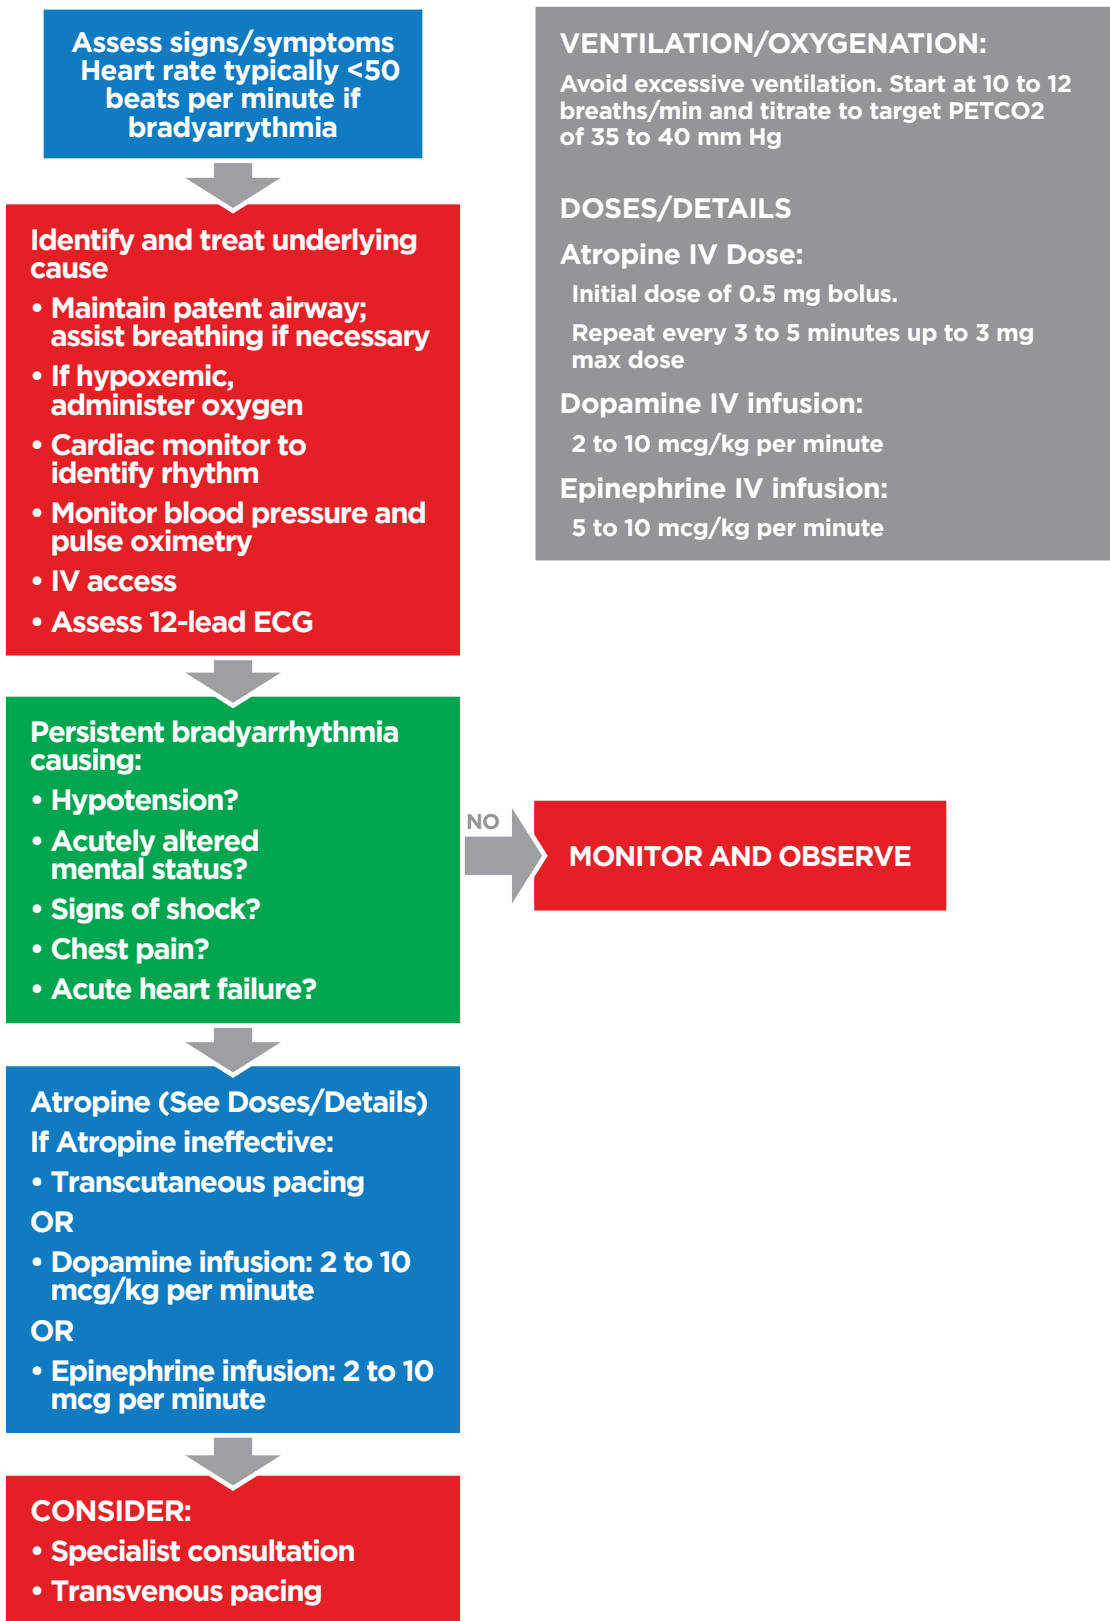 Assess signs/symptoms
Heart rate typically <50
beats per minute if
bradyarrythmia
Identify and treat underlying
cause
• Maintain patent airway;
assist breathing if necessary
• If hypoxemic,
administer oxygen
• Cardiac monitor to
identify rhythm
• Monitor blood pressure and
pulse oximetry
• IV access
• Assess 12-lead ECG
Persistent bradyarrhythmia
causing:
• Hypotension?
• Acutely altered
mental status?
• Signs of shock?
• Chest pain?
• Acute heart failure?
NO
MONITOR AND OBSERVE
Atropine (See Doses/Details)
If Atropine ineffective:
• Transcutaneous pacing
OR
• Dopamine infusion: 2 to 10
mcg/kg per minute
OR
• Epinephrine infusion: 2 to 10
mcg per minute
CONSIDER:
• Specialist consultation
• Transvenous pacing
VENTILATION/OXYGENATION:
Avoid excessive ventilation. Start at 10 to 12
breaths/min and titrate to target PETCO2
of 35 to 40 mm Hg
DOSES/DETAILS
Atropine IV Dose:
Initial dose of 0.5 mg bolus.
Repeat every 3 to 5 minutes up to 3 mg
max dose
Dopamine IV infusion:
2 to 10 mcg/kg per minute
Epinephrine IV infusion:
5 to 10 mcg/kg per minute